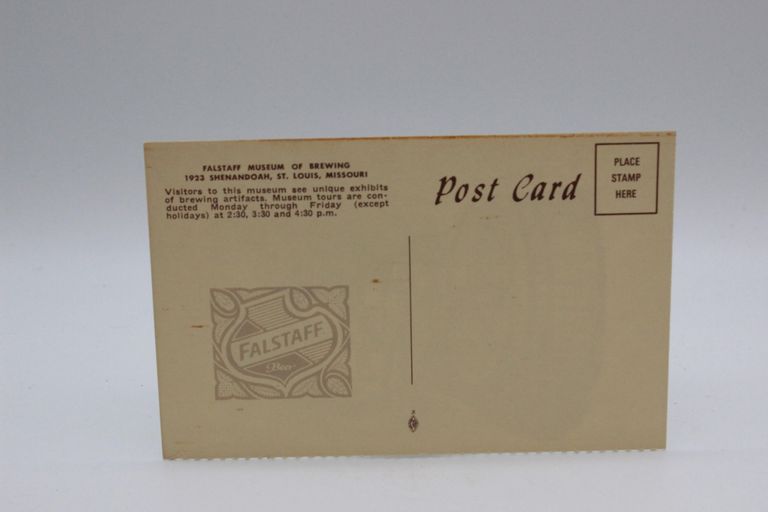 FALSTAFF MUSEUM OF BREWING
1923 SHENANDOAH, ST. LOUIS, MISSOURI
Visitors to this museum see unique exhibits
of brewing artifacts. Museum tours are con-
ducted Monday through Friday (except
holidays) at 2:30, 3:30 and 4:30 p.m.
Post Card
PLACE
STAMP
HERE
FALSTAFF
Beer